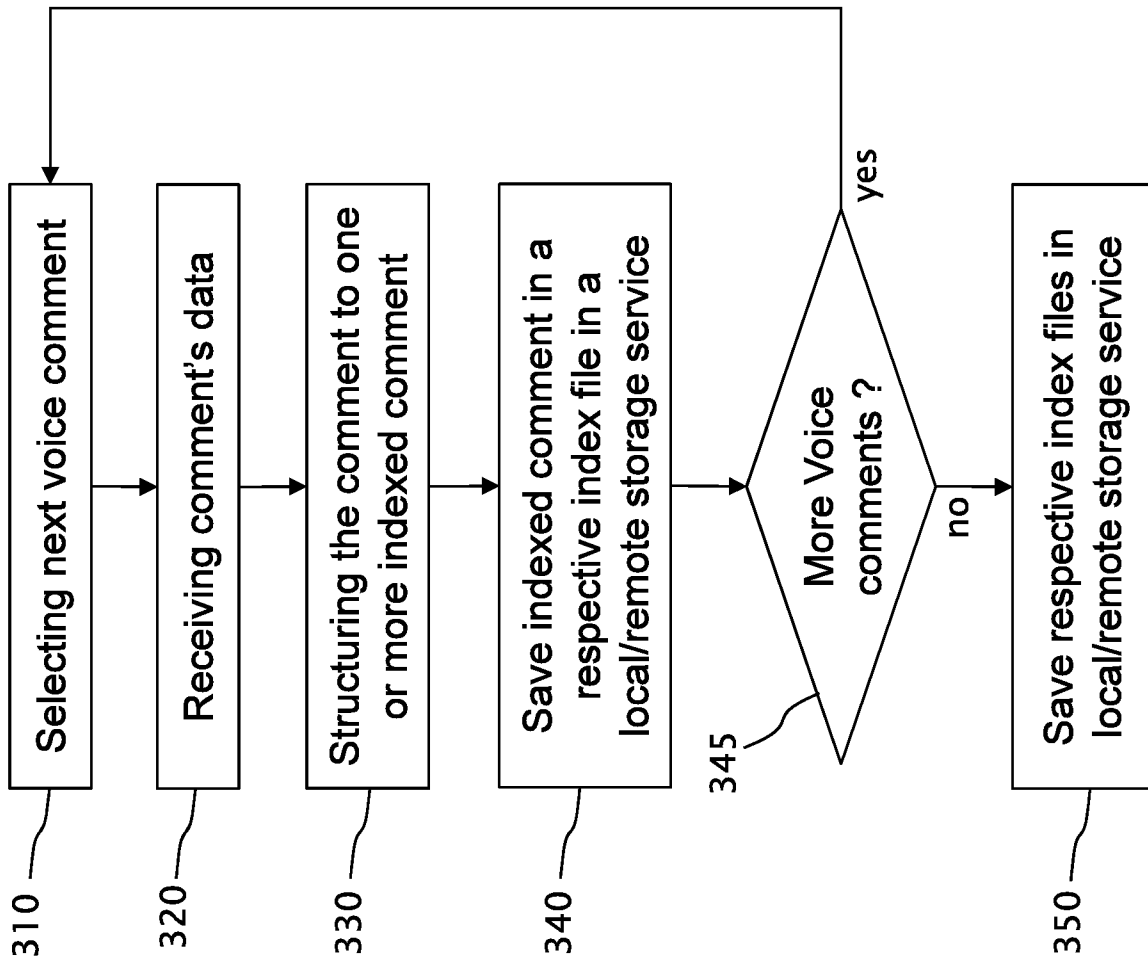 310
Selecting next voice comment
320
Receiving comment's data
330
Structuring the comment to one
or more indexed comment
340
Save indexed comment in a
respective index file in a
local/remote storage service
345
More Voice
comments ?
yes
no
350
Save respective index files in
local/remote storage service